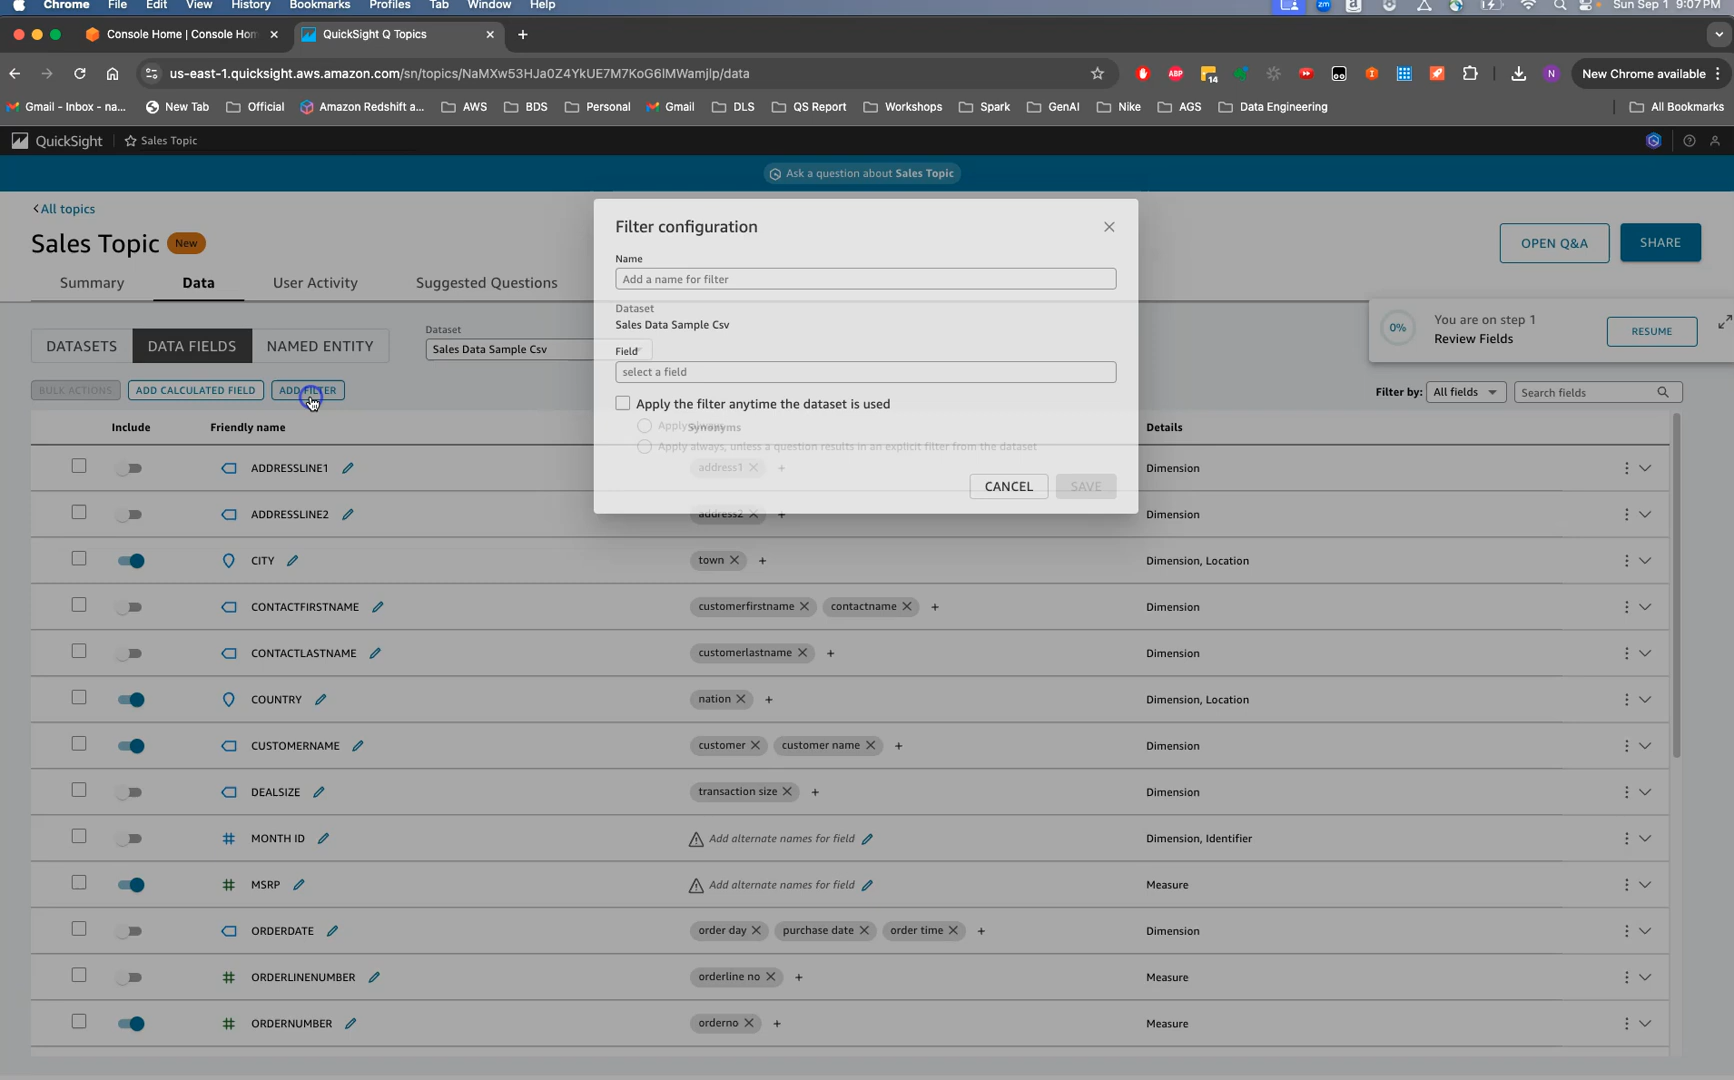 Chrome File Edit View History Bookmarks Profiles Tab Window Help
zm a Sun Sep 1 9:07 PM
Console Home | Console Hom
QuickSight Q Topics
us-east-1.quicksight.aws.amazon.com/sn/topics/NaMXw53HJa0Z4YkUE7M7KoG6lMWamjlp/data
ABP 14 N New Chrome available
Gmail - Inbox - na... New Tab Official Amazon Redshift a... AWS BDS Personal Gmail DLS QS Report Workshops Spark GenAI Nike AGS Data Engineering All Bookmarks
QuickSight Sales Topic
Ask a question about Sales Topic
All topics
Sales Topic New
OPEN Q&A SHARE
Summary Data User Activity Suggested Questions
DATASETS DATA FIELDS NAMED ENTITY
Dataset
Sales Data Sample Csv
0% You are on step 1
Review Fields
RESUME
BULK ACTIONS ADD CALCULATED FIELD ADD FILTER
Filter by: All fields Search fields
Filter configuration
Name
Add a name for filter
Dataset
Sales Data Sample Csv
Field
select a field
Apply the filter anytime the dataset is used
Apply always
Apply always, unless a question results in an explicit filter from the dataset
CANCEL SAVE
Include Friendly name Synonyms Details
ADDRESSLINE1 address1 Dimension
ADDRESSLINE2 address2 Dimension
CITY town + Dimension, Location
CONTACTFIRSTNAME customerfirstname contactname + Dimension
CONTACTLASTNAME customerlastname + Dimension
COUNTRY nation + Dimension, Location
CUSTOMERNAME customer customer name + Dimension
DEALSIZE transaction size + Dimension
MONTH ID Add alternate names for field Dimension, Identifier
MSRP Add alternate names for field Measure
ORDERDATE order day purchase date order time + Dimension
ORDERLINENUMBER orderline no + Measure
ORDERNUMBER orderno + Measure